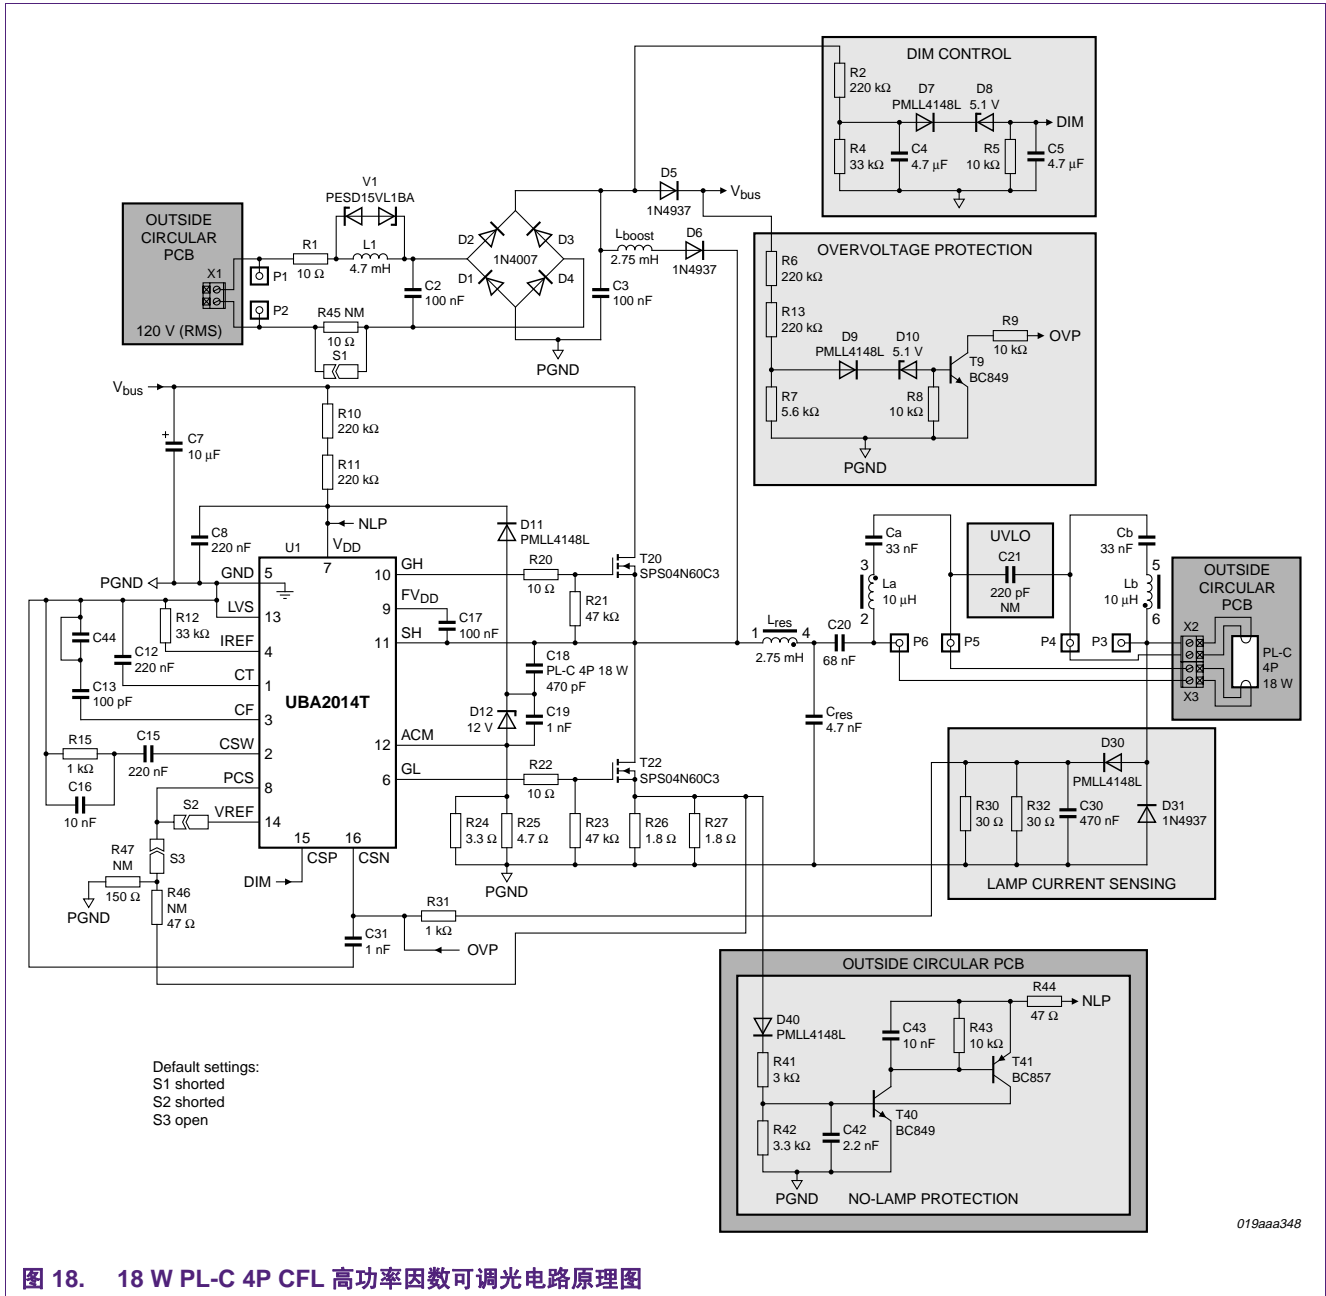 DIM CONTROL
R2
220 kΩ
D7
PMLL4148L
D8
5.1 V
DIM
R4
33 kΩ
C4
4.7 μF
R5
10 kΩ
C5
4.7 μF
D5
1N4937
Vbus
V1
PESD15VL1BA
OUTSIDE
CIRCULAR
PCB
X1
120 V (RMS)
P1
P2
R1
10 Ω
L1
4.7 mH
R45 NM
10 Ω
S1
C2
100 nF
D2
D3
1N4007
D1
D4
C3
100 nF
Lboost
2.75 mH
D6
1N4937
PGND
OVERVOLTAGE PROTECTION
R6
220 kΩ
R13
220 kΩ
D9
PMLL4148L
D10
5.1 V
R9
10 kΩ
OVP
T9
BC849
R7
5.6 kΩ
R8
10 kΩ
PGND
Vbus
C7
10 μF
+
R10
220 kΩ
R11
220 kΩ
NLP
C8
220 nF
U1
VDD
7
D11
PMLL4148L
PGND
GND
5
LVS
13
IREF
4
CT
1
CF
3
CSW
2
PCS
8
VREF
14
15
CSP
16
CSN
UBA2014T
GH
10
FVDD
9
SH
11
ACM
12
GL
6
C44
R12
33 kΩ
C12
220 nF
C13
100 pF
R15
1 kΩ
C15
220 nF
C16
10 nF
S2
S3
R47
NM
150 Ω
PGND
R46
NM
47 Ω
DIM
C31
1 nF
R31
1 kΩ
OVP
R20
10 Ω
T20
SPS04N60C3
R21
47 kΩ
C17
100 nF
C18
PL-C 4P 18 W
470 pF
D12
12 V
C19
1 nF
R22
10 Ω
T22
SPS04N60C3
R24
3.3 Ω
R25
4.7 Ω
R23
47 kΩ
R26
1.8 Ω
R27
1.8 Ω
PGND
1
Lres
4
2.75 mH
C20
68 nF
Cres
4.7 nF
Ca
33 nF
3
La
10 μH
2
P6
P5
UVLO
C21
220 pF
NM
P4
P3
Cb
33 nF
5
Lb
10 μH
6
OUTSIDE
CIRCULAR
PCB
X2
X3
PL-C
4P
18 W
D30
PMLL4148L
R30
30 Ω
R32
30 Ω
C30
470 nF
D31
1N4937
LAMP CURRENT SENSING
OUTSIDE CIRCULAR PCB
D40
PMLL4148L
R41
3 kΩ
R42
3.3 kΩ
C42
2.2 nF
C43
10 nF
R43
10 kΩ
R44
47 Ω
NLP
T41
BC857
T40
BC849
PGND
NO-LAMP PROTECTION
Default settings:
S1 shorted
S2 shorted
S3 open
019aaa348
图 18. 18 W PL-C 4P CFL 高功率因数可调光电路原理图